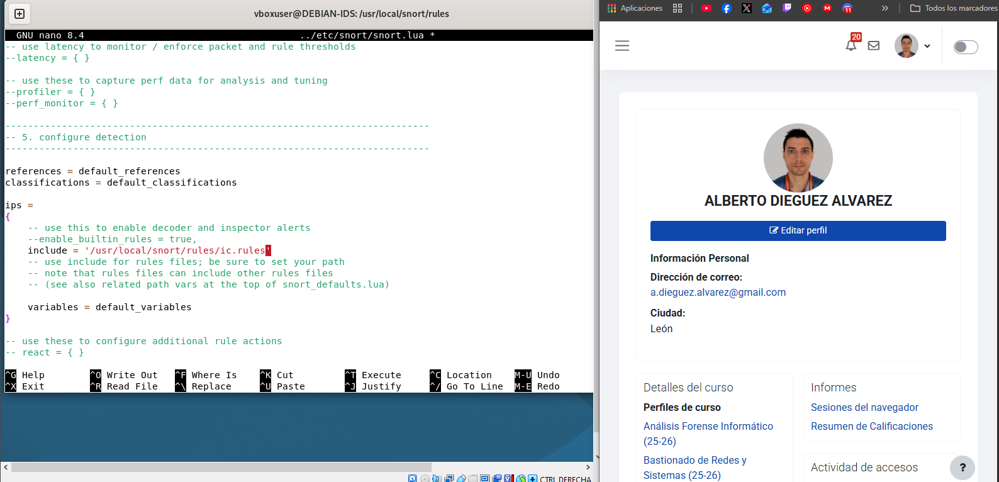 vboxuser@DEBIAN-IDS: /usr/local/snort/rules
GNU nano 8.4 ../etc/snort/snort.lua *
-- use latency to monitor / enforce packet and rule thresholds
--latency = { }
-- use these to capture perf data for analysis and tuning
--profiler = { }
--perf_monitor = { }
---------------------------------------------------------------------------
-- 5. configure detection
---------------------------------------------------------------------------
references = default_references
classifications = default_classifications
ips =
{
-- use this to enable decoder and inspector alerts
--enable_builtin_rules = true,
include = '/usr/local/snort/rules/ic.rules'
-- use include for rules files; be sure to set your path
-- note that rules files can include other rules files
-- (see also related path vars at the top of snort_defaults.lua)
variables = default_variables
}
-- use these to configure additional rule actions
-- react = { }
^G Help ^O Write Out ^F Where Is ^K Cut ^T Execute ^C Location M-U Undo
^X Exit ^R Read File ^\ Replace ^U Paste ^J Justify ^/ Go To Line M-E Redo
CTRL DERECHA
Aplicaciones
11
» Todos los marcadores
20
ALBERTO DIEGUEZ ALVAREZ
Editar perfil
Información Personal
Dirección de correo:
a.dieguez.alvarez@gmail.com
Ciudad:
León
Detalles del curso
Perfiles de curso
Análisis Forense Informático
(25-26)
Bastionado de Redes y
Sistemas (25-26)
Informes
Sesiones del navegador
Resumen de Calificaciones
Actividad de accesos
?